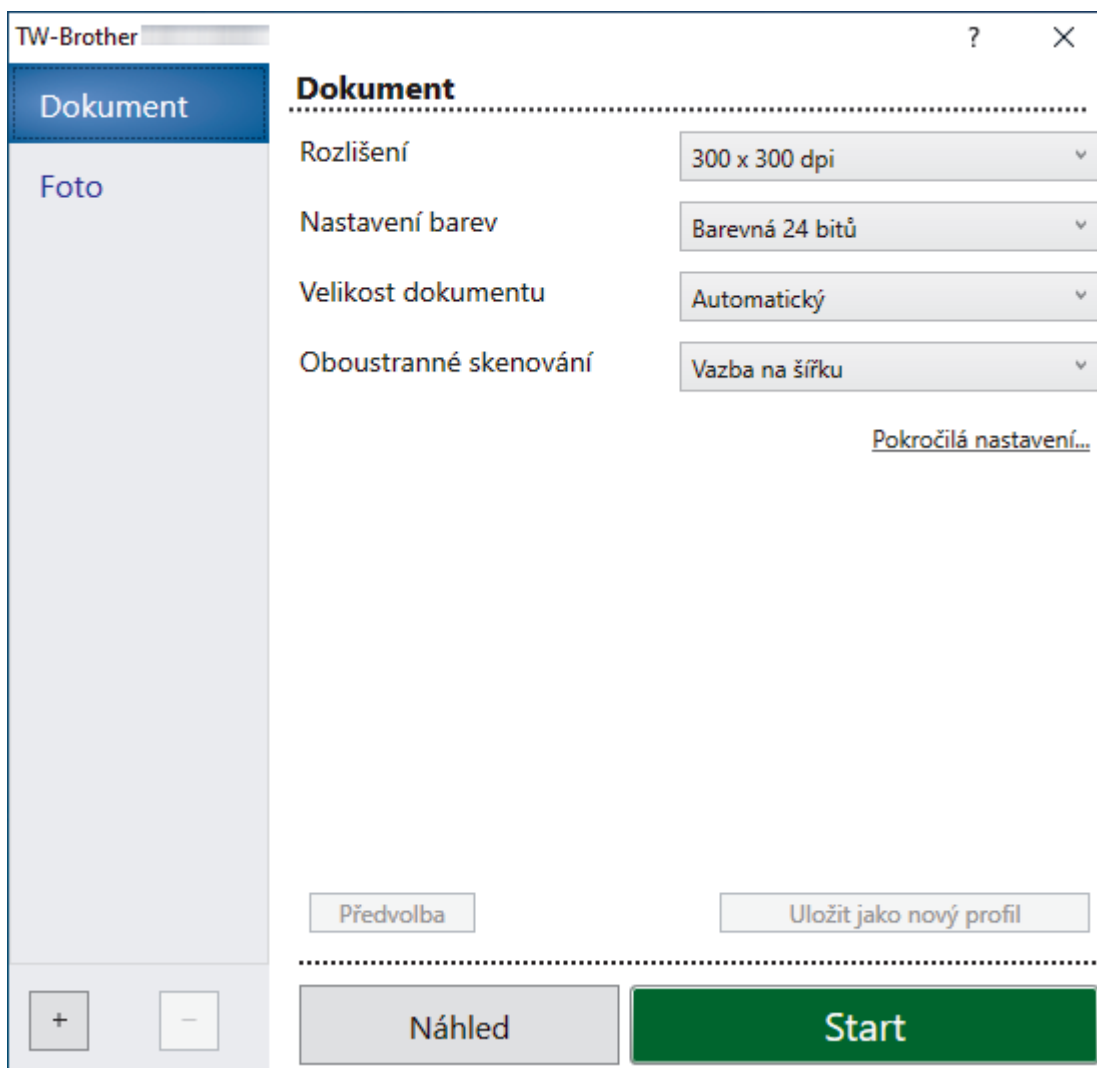 TW-Brother
?
Dokument
Foto
Dokument
Rozlišení
300 x 300 dpi
Nastavení barev
Barevná 24 bitů
Velikost dokumentu
Automatický
Oboustranné skenování
Vazba na šířku
Pokročilá nastavení...
Předvolba
Uložit jako nový profil
+
−
Náhled
Start